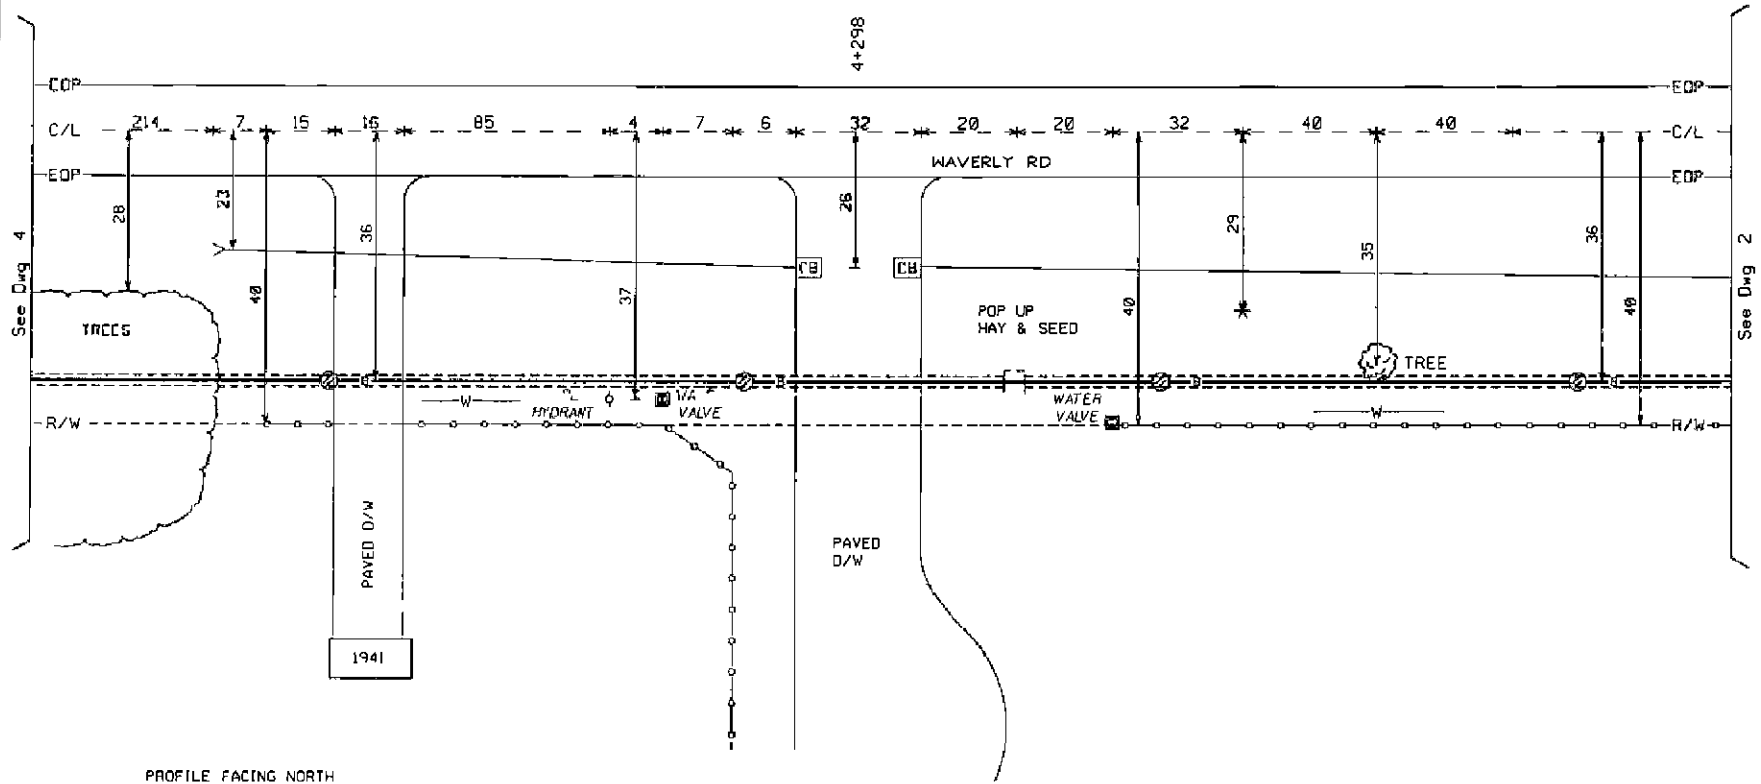 4+298
EOP
EOP
C/L
214
7
15
16
85
4
7
6
32
20
20
32
40
40
C/L
WAVERLY RD
EOP
EOP
28
23
40
36
37
26
40
29
35
36
40
See Dwg 4
See Dwg 2
CB
CB
TREES
POP UP
HAY & SEED
TREE
W
HYDRANT
WA
VALVE
WATER
VALVE
W
R/W
R/W
PAVED D/W
PAVED
D/W
1941
PROFILE FACING NORTH